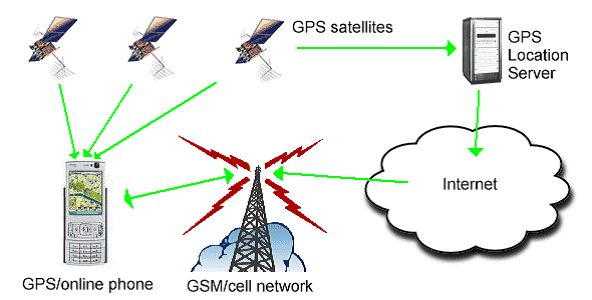 GPS satellites
GPS
Location
Server
Internet
GPS/online phone
GSM/cell network